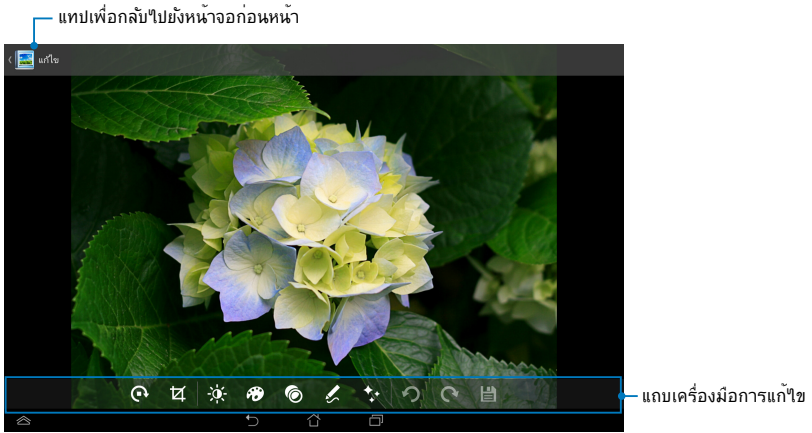 แทปเพื่อกลับไปยังหน้าจอก่อนหน้า
แก้ไข
แถบเครื่องมือการแก้ไข